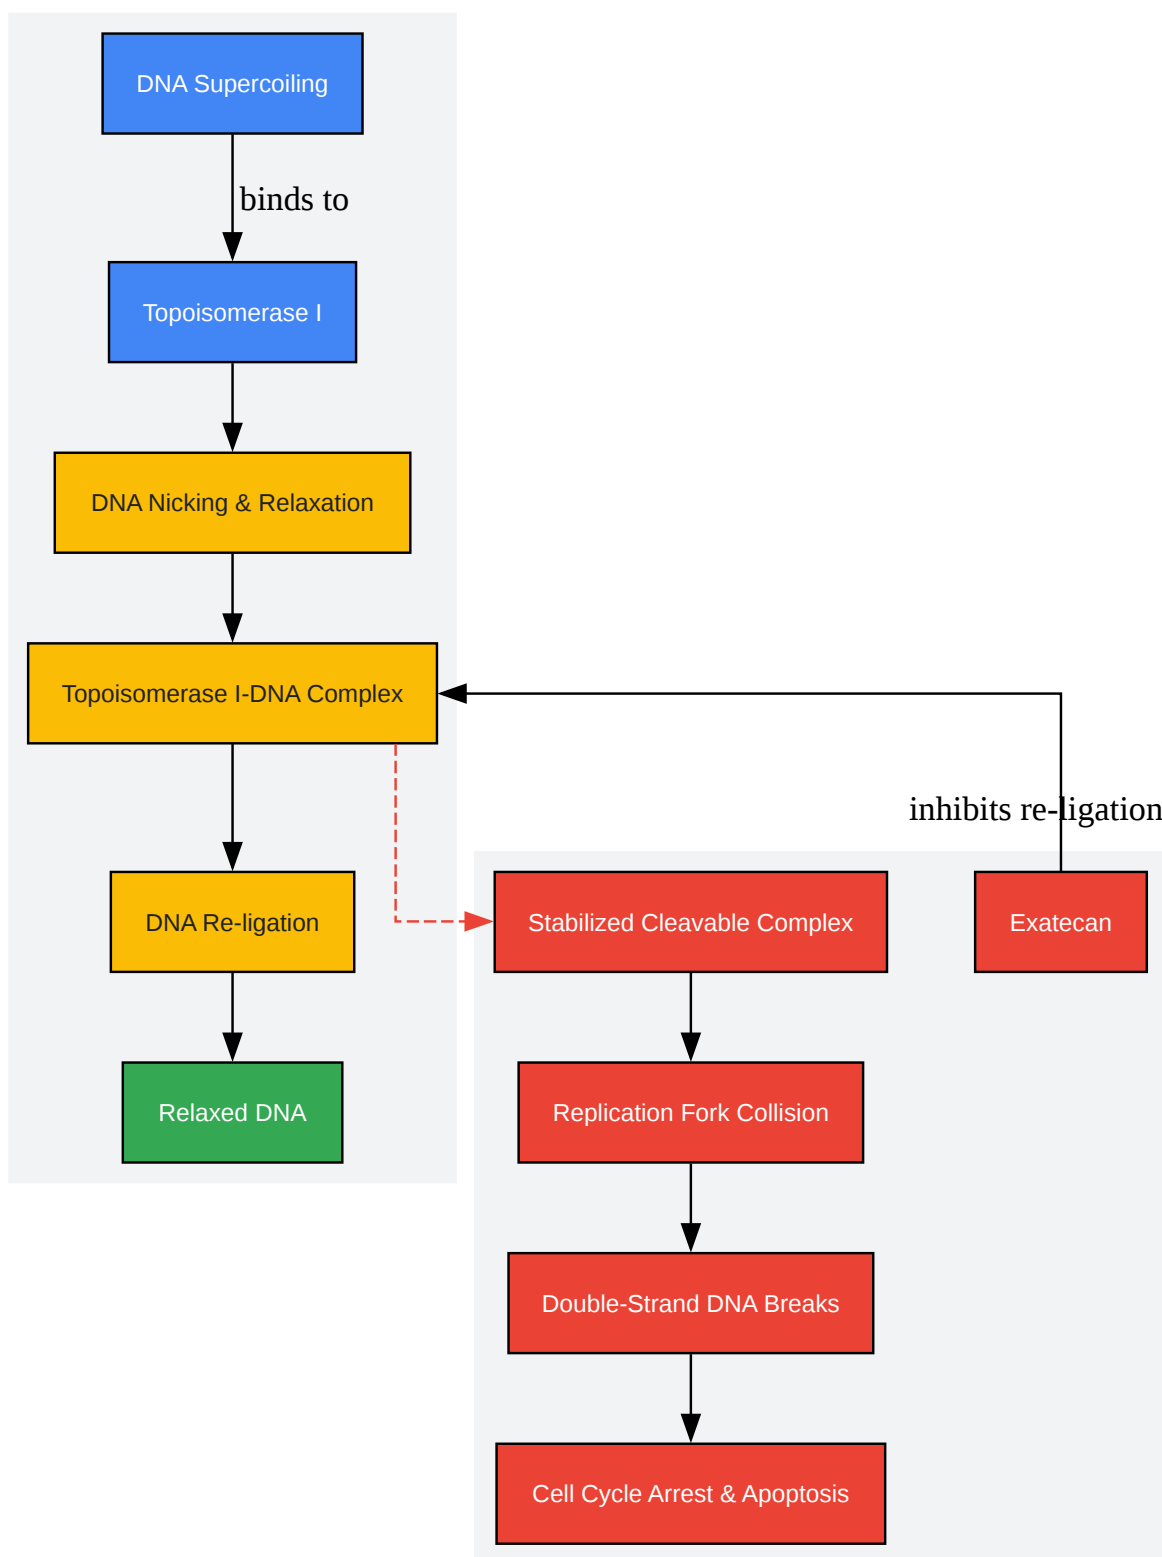 DNA Supercoiling
binds to
Topoisomerase I
DNA Nicking & Relaxation
Topoisomerase I-DNA Complex
inhibits re-ligation
DNA Re-ligation
Stabilized Cleavable Complex
Exatecan
Relaxed DNA
Replication Fork Collision
Double-Strand DNA Breaks
Cell Cycle Arrest & Apoptosis